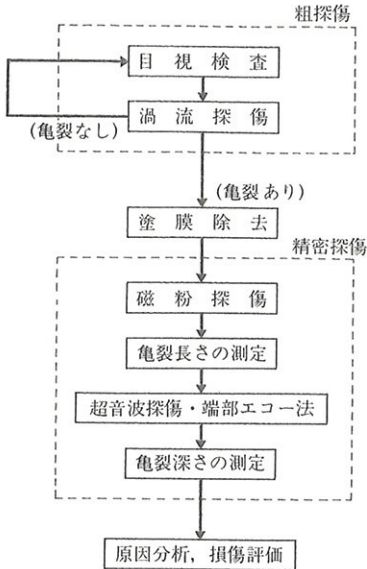 粗探傷
目視検査
渦流探傷
(亀裂なし)
(亀裂あり)
塗膜除去
精密探傷
磁粉探傷
亀裂長さの測定
超音波探傷・端部エコー法
亀裂深さの測定
原因分析，損傷評価